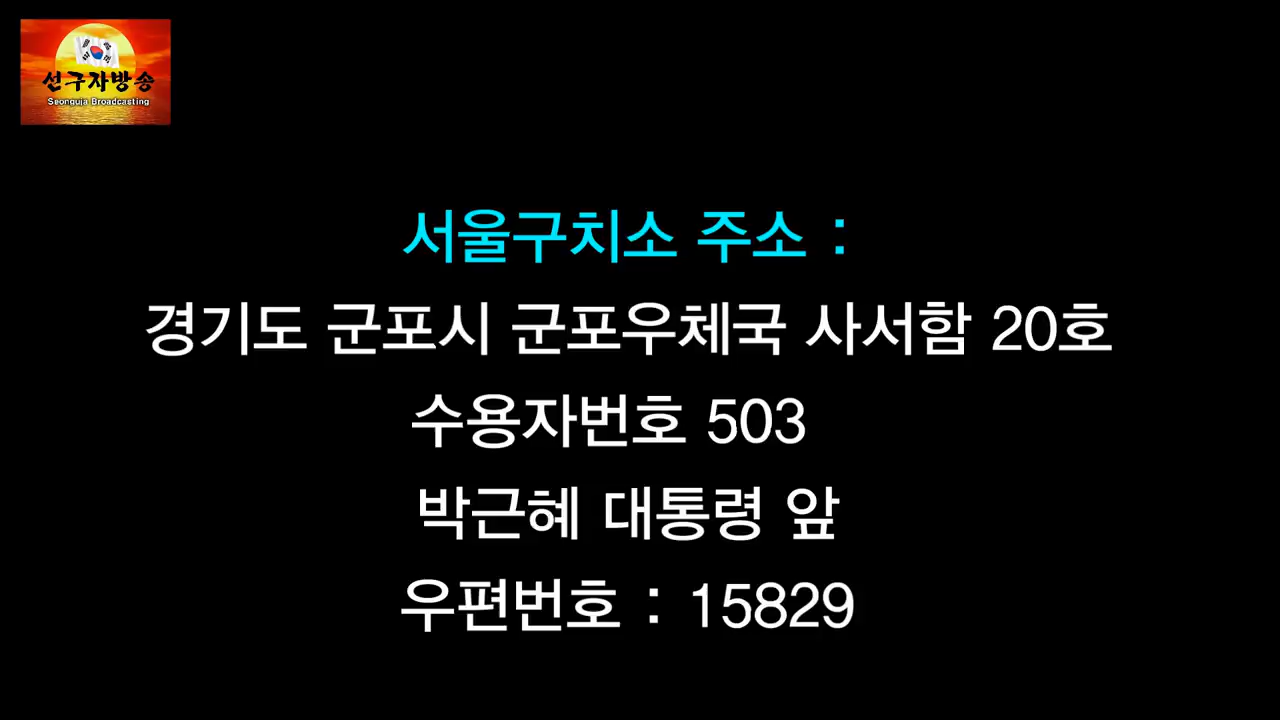 선구자방송
Seonguja Broadcasting
서울구치소 주소 :
경기도 군포시 군포우체국 사서함 20호
수용자번호 503
박근혜 대통령 앞
우편번호 : 15829